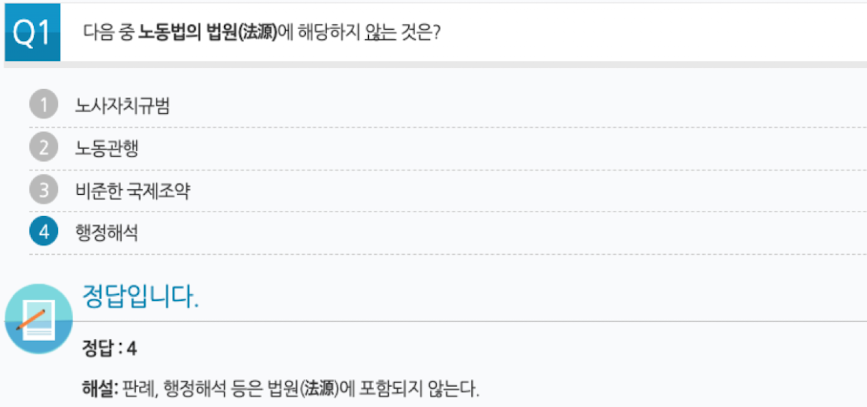 Q1 다음 중 노동법의 법원(法源)에 해당하지 않는 것은?
1 노사자치규범
2 노동관행
3 비준한 국제조약
4 행정해석
정답입니다.
정답 : 4
해설: 판례, 행정해석 등은 법원(法源)에 포함되지 않는다.